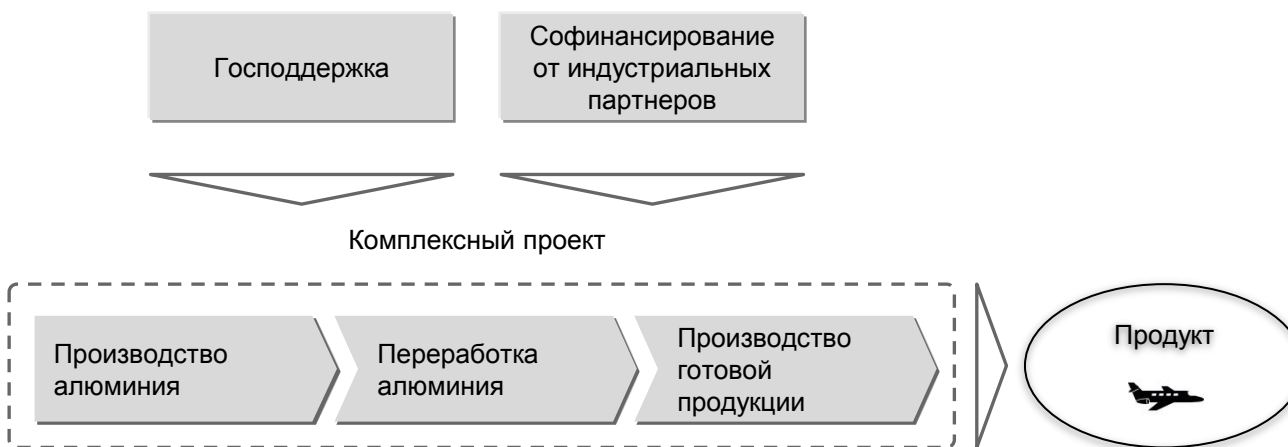 Господдержка
Софинансирование
от индустриальных
партнеров
Комплексный проект
Производство
алюминия
Переработка
алюминия
Производство
готовой
продукции
Продукт